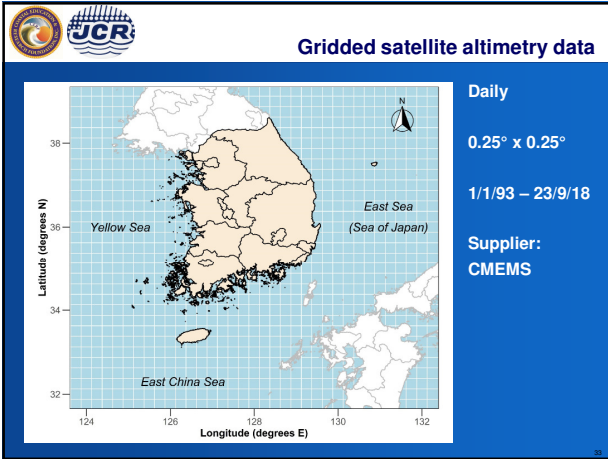 JCR
Gridded satellite altimetry data
Daily
0.25° x 0.25°
1/1/93 – 23/9/18
Supplier:
CMEMS
N
38
36
34
32
Latitude (degrees N)
Yellow Sea
East Sea
(Sea of Japan)
East China Sea
124
126
128
130
132
Longitude (degrees E)
33